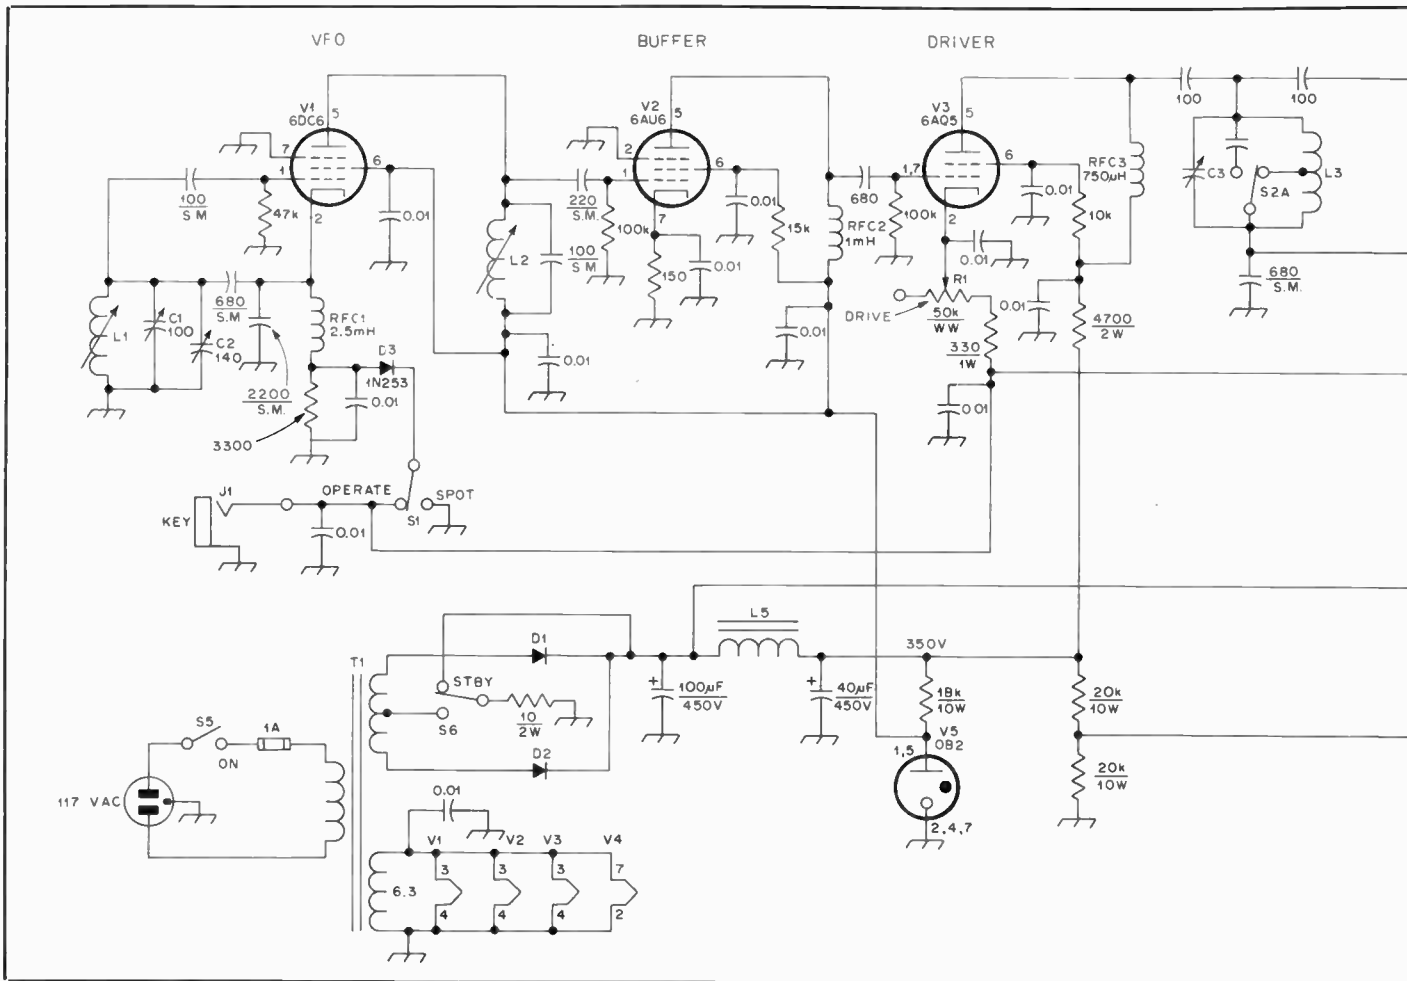 VFO
BUFFER
DRIVER
V1
6DC6
5
7
1
6
2
100
S M
47k
0.01
V2
6AU6
5
2
1
6
7
220
S.M.
100k
0.01
15k
150
0.01
V3
6AQ5
5
1,7
6
2
680
100k
RFC2
1mH
0.01
10k
0.01
RFC3
750µH
100
100
C3
S2A
L3
680
S.M.
L2
100
S M
0.01
L1
C1
100
C2
140
680
S M
2200
S.M.
RFC1
2.5mH
D3
1N253
0.01
3300
0.01
R1
DRIVE
50k
WW
330
1W
0.01
0.01
4700
2W
J1
KEY
OPERATE
SPOT
S1
0.01
T1
D1
STBY
S6
10
2W
D2
100µF
450V
L5
40µF
450V
350V
18k
10W
V5
OB2
1,5
2,4,7
20k
10W
20k
10W
S5
ON
1A
117 VAC
0.01
6.3
V1
V2
V3
V4
3
3
3
7
4
4
4
2